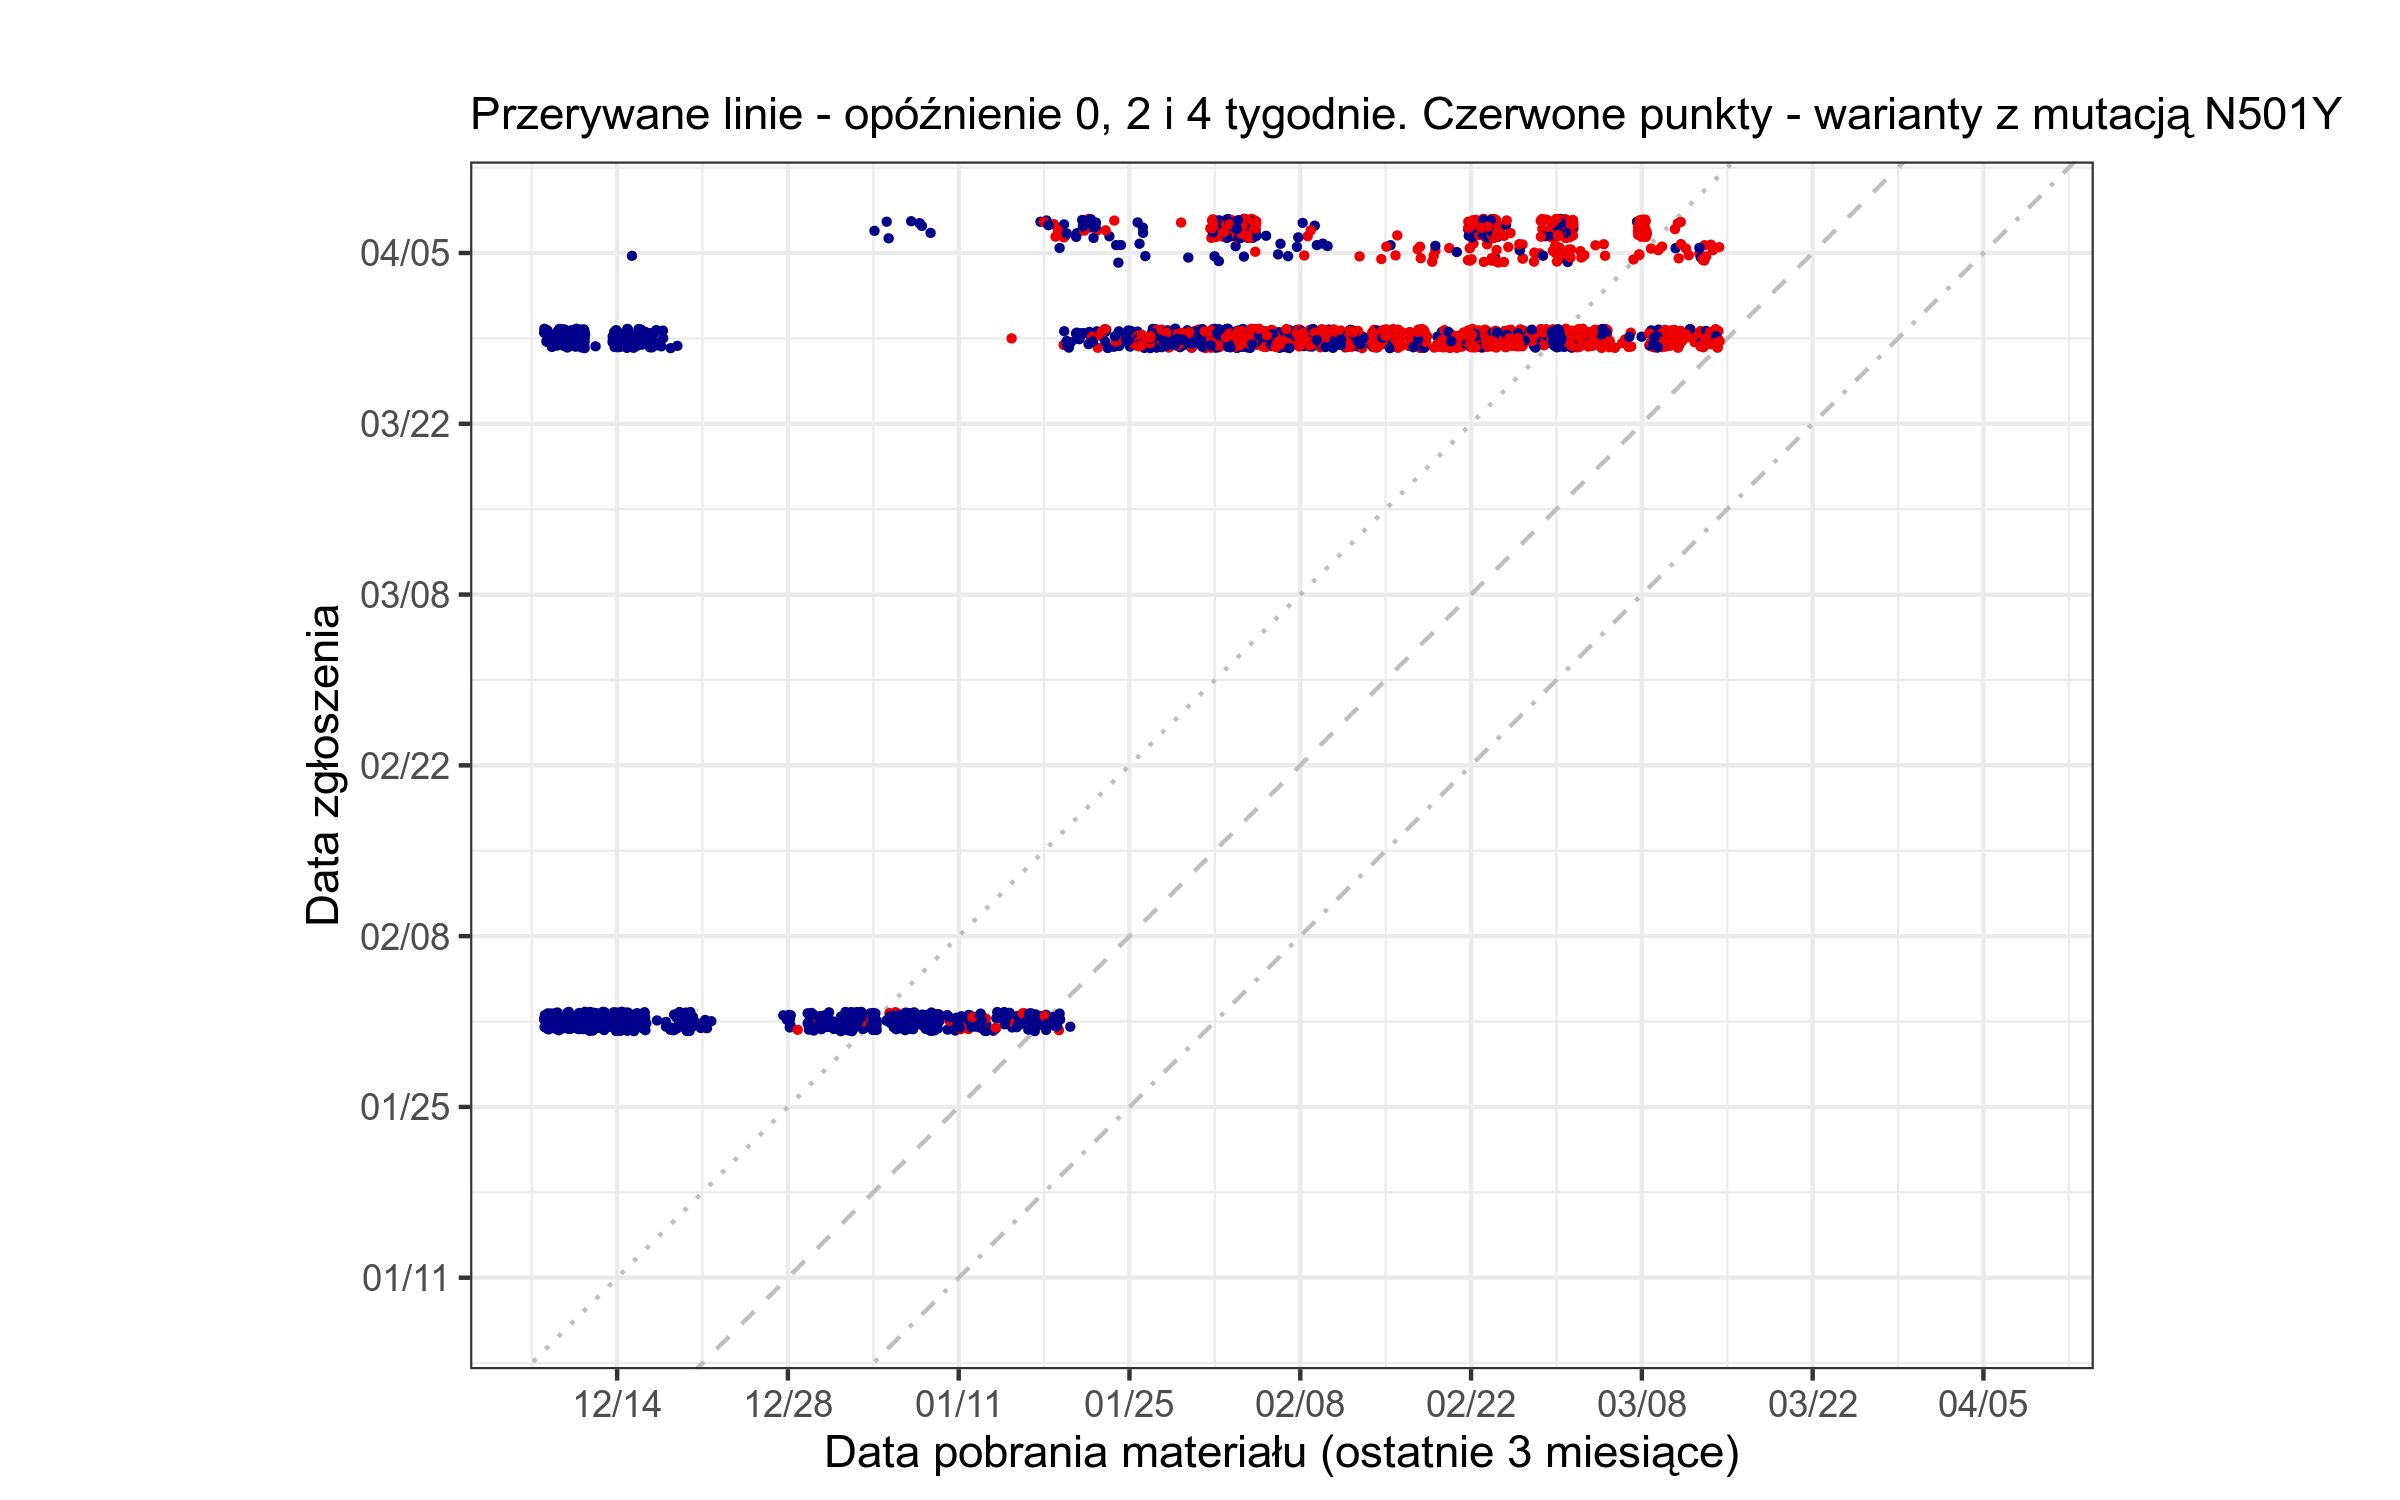 Przerywane linie - opóźnienie 0, 2 i 4 tygodnie. Czerwone punkty - warianty z mutacją N501Y
Data zgłoszenia
04/05
03/22
03/08
02/22
02/08
01/25
01/11
12/14 12/28 01/11 01/25 02/08 02/22 03/08 03/22 04/05
Data pobrania materiału (ostatnie 3 miesiące)